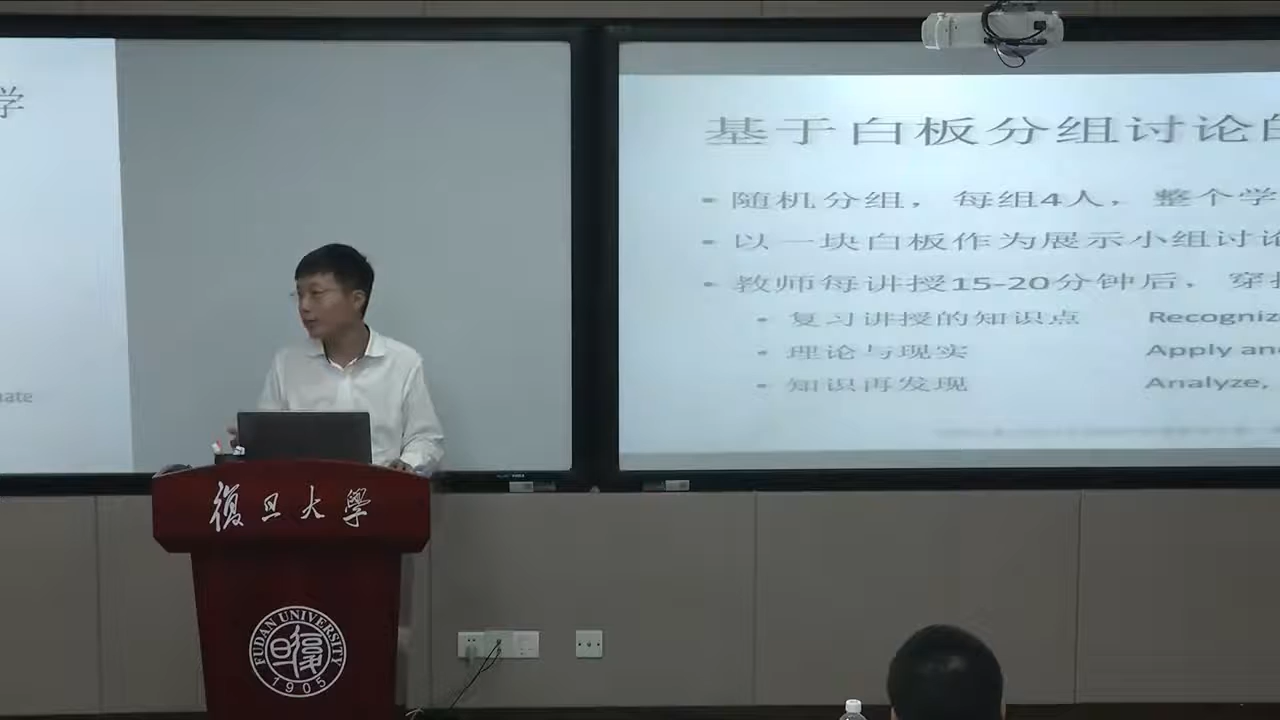 学
nate
基于白板分组讨论的
随机分组，每组4人，整个学
以一块白板作为展示小组讨论
教师每讲授15-20分钟后，穿插
复习讲授的知识点 Recogniz
理论与现实 Apply and
知识再发现 Analyze,
復旦大學
FUDAN UNIVERSITY
1905